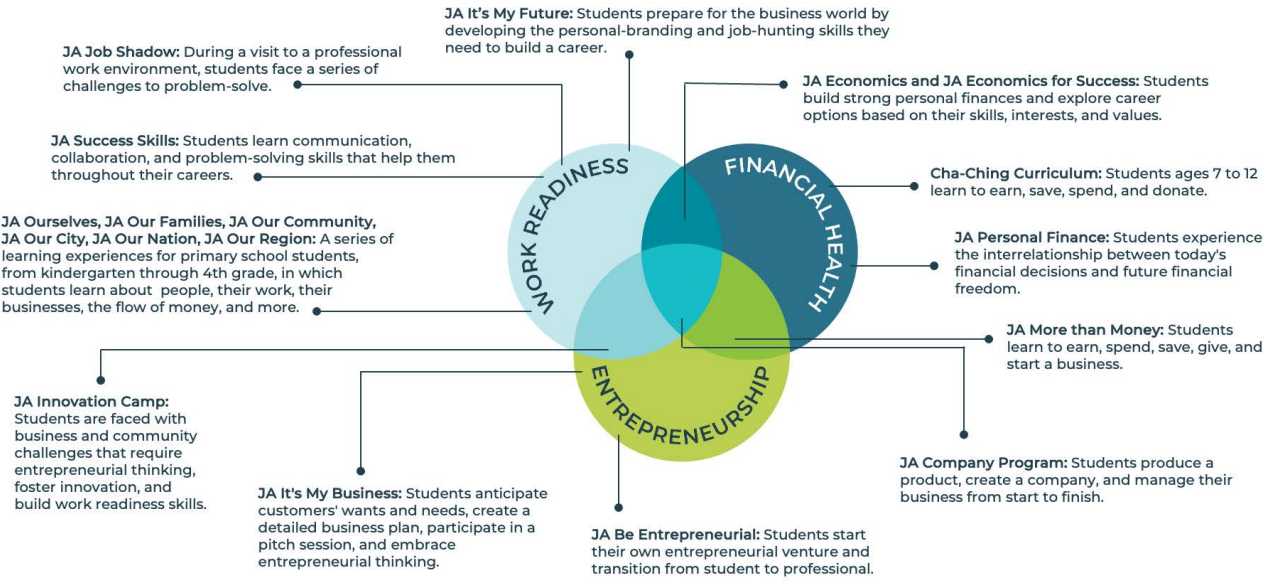 JA It's My Future: Students prepare for the business world by
developing the personal-branding and job-hunting skills they
need to build a career.
JA Job Shadow: During a visit to a professional
work environment, students face a series of
challenges to problem-solve.
JA Economics and JA Economics for Success: Students
build strong personal finances and explore career
options based on their skills, interests, and values.
JA Success Skills: Students learn communication,
collaboration, and problem-solving skills that help them
throughout their careers.
WORK READINESS
FINANCIAL HEALTH
Cha-Ching Curriculum: Students ages 7 to 12
learn to earn, save, spend, and donate.
JA Ourselves, JA Our Families, JA Our Community,
JA Our City, JA Our Nation, JA Our Region: A series of
learning experiences for primary school students,
from kindergarten through 4th grade, in which
students learn about people, their work, their
businesses, the flow of money, and more.
JA Personal Finance: Students experience
the interrelationship between today's
financial decisions and future financial
freedom.
JA More than Money: Students
learn to earn, spend, save, give, and
start a business.
ENTREPRENEURSHIP
JA Innovation Camp:
Students are faced with
business and community
challenges that require
entrepreneurial thinking,
foster innovation, and
build work readiness skills.
JA It's My Business: Students anticipate
customers' wants and needs, create a
detailed business plan, participate in a
pitch session, and embrace
entrepreneurial thinking.
JA Be Entrepreneurial: Students start
their own entrepreneurial venture and
transition from student to professional.
JA Company Program: Students produce a
product, create a company, and manage their
business from start to finish.